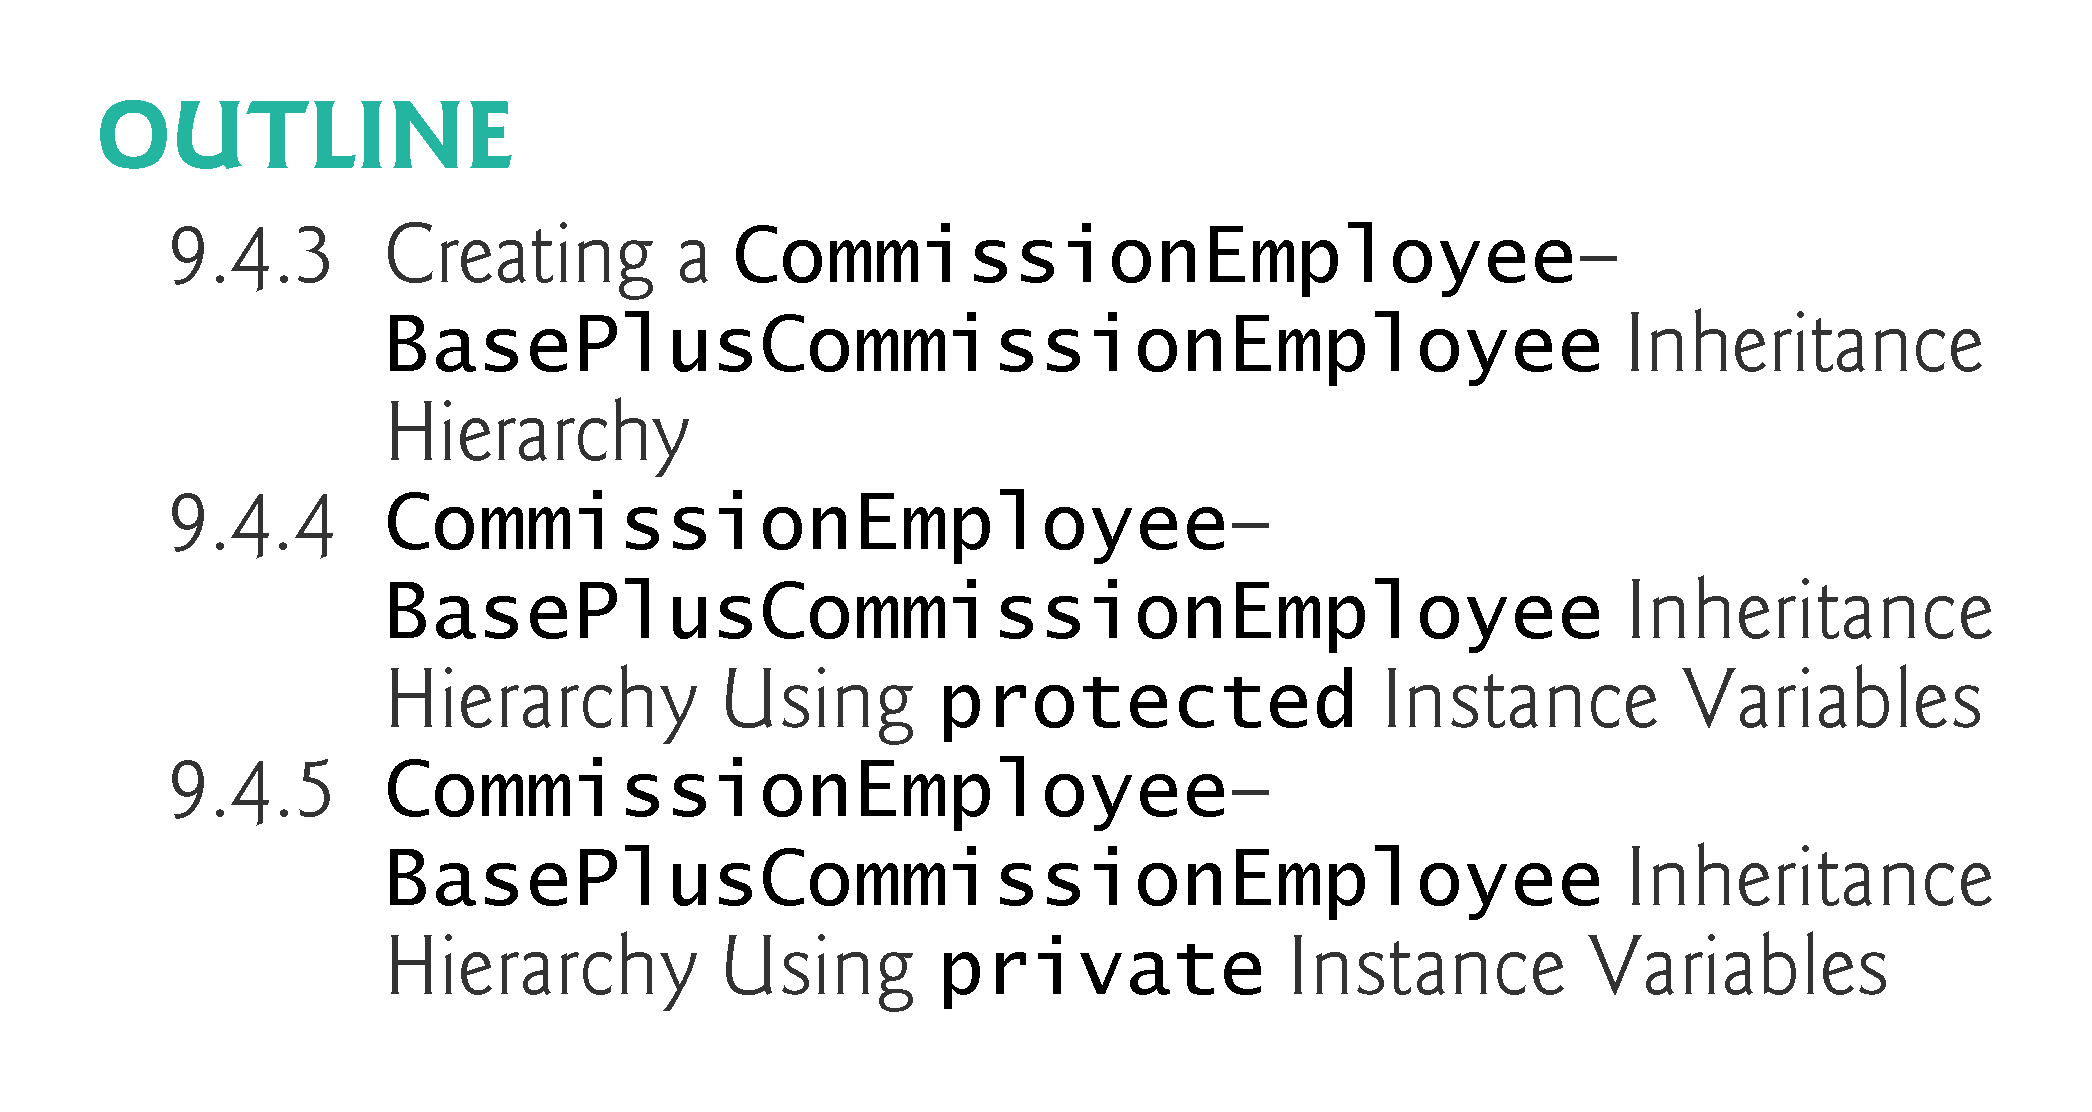 OUTLINE
9.4.3 Creating a CommissionEmployee–
BasePlusCommissionEmployee Inheritance
Hierarchy
9.4.4 CommissionEmployee–
BasePlusCommissionEmployee Inheritance
Hierarchy Using protected Instance Variables
9.4.5 CommissionEmployee–
BasePlusCommissionEmployee Inheritance
Hierarchy Using private Instance Variables